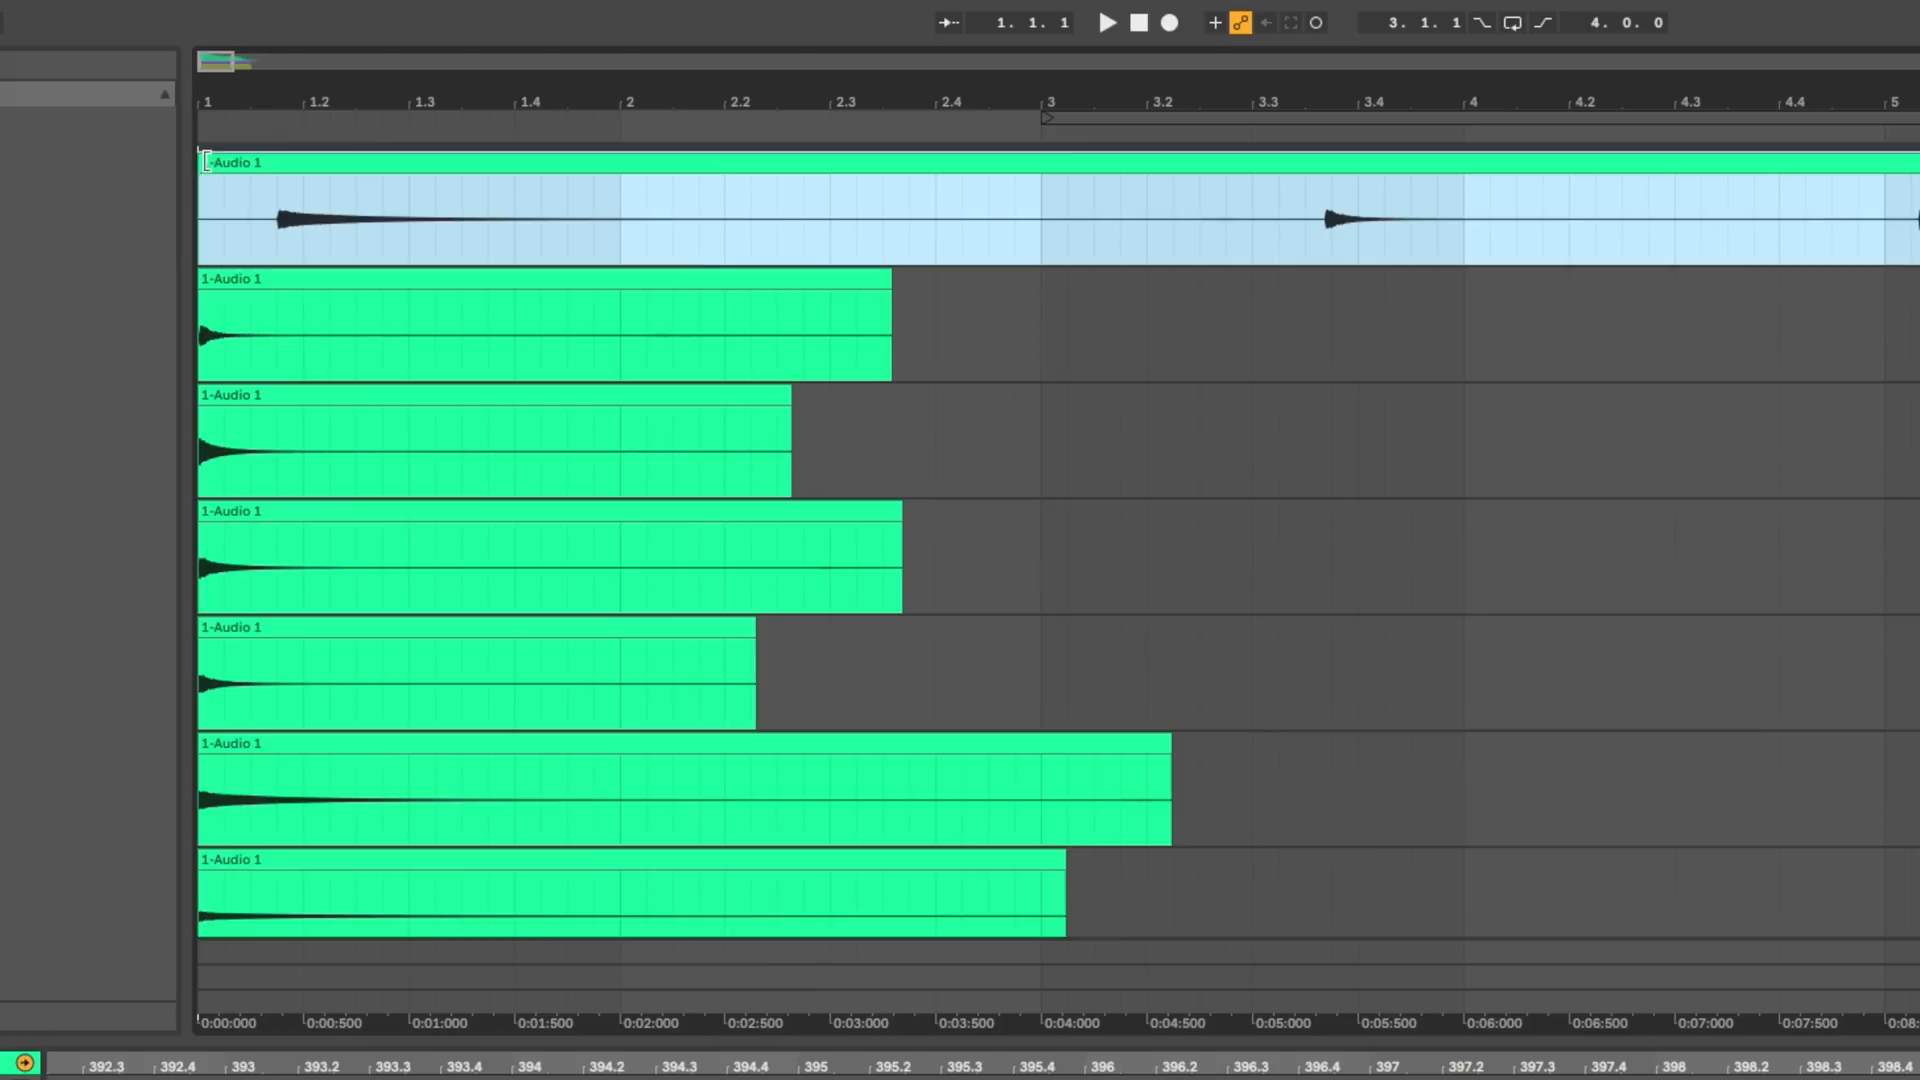 1. 1. 1 3. 1. 1 4. 0. 0
1 1.2 1.3 1.4 2 2.2 2.3 2.4 3 3.2 3.3 3.4 4 4.2 4.3 4.4 5
-Audio 1
1-Audio 1
1-Audio 1
1-Audio 1
1-Audio 1
1-Audio 1
1-Audio 1
0:00:000 0:00:500 0:01:000 0:01:500 0:02:000 0:02:500 0:03:000 0:03:500 0:04:000 0:04:500 0:05:000 0:05:500 0:06:000 0:06:500 0:07:000 0:07:500 0:08:
392.3 392.4 393 393.2 393.3 393.4 394 394.2 394.3 394.4 395 395.2 395.3 395.4 396 396.2 396.3 396.4 397 397.2 397.3 397.4 398 398.2 398.3 398.4